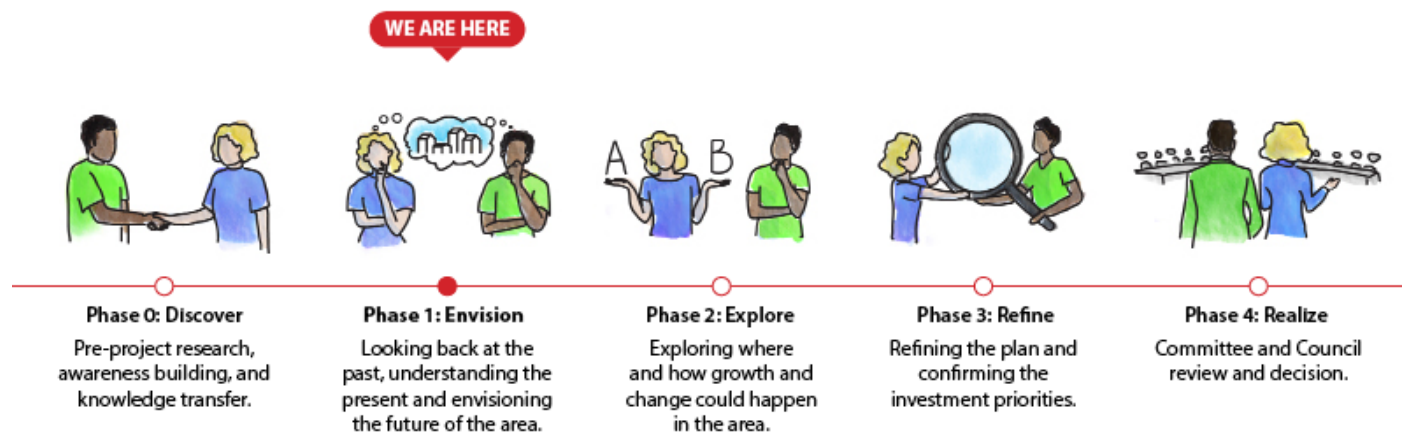 WE ARE HERE
A
B
Phase 0: Discover
Pre-project research,
awareness building, and
knowledge transfer.
Phase 1: Envision
Looking back at the
past, understanding the
present and envisioning
the future of the area.
Phase 2: Explore
Exploring where
and how growth and
change could happen
in the area.
Phase 3: Refine
Refining the plan and
confirming the
investment priorities.
Phase 4: Realize
Committee and Council
review and decision.